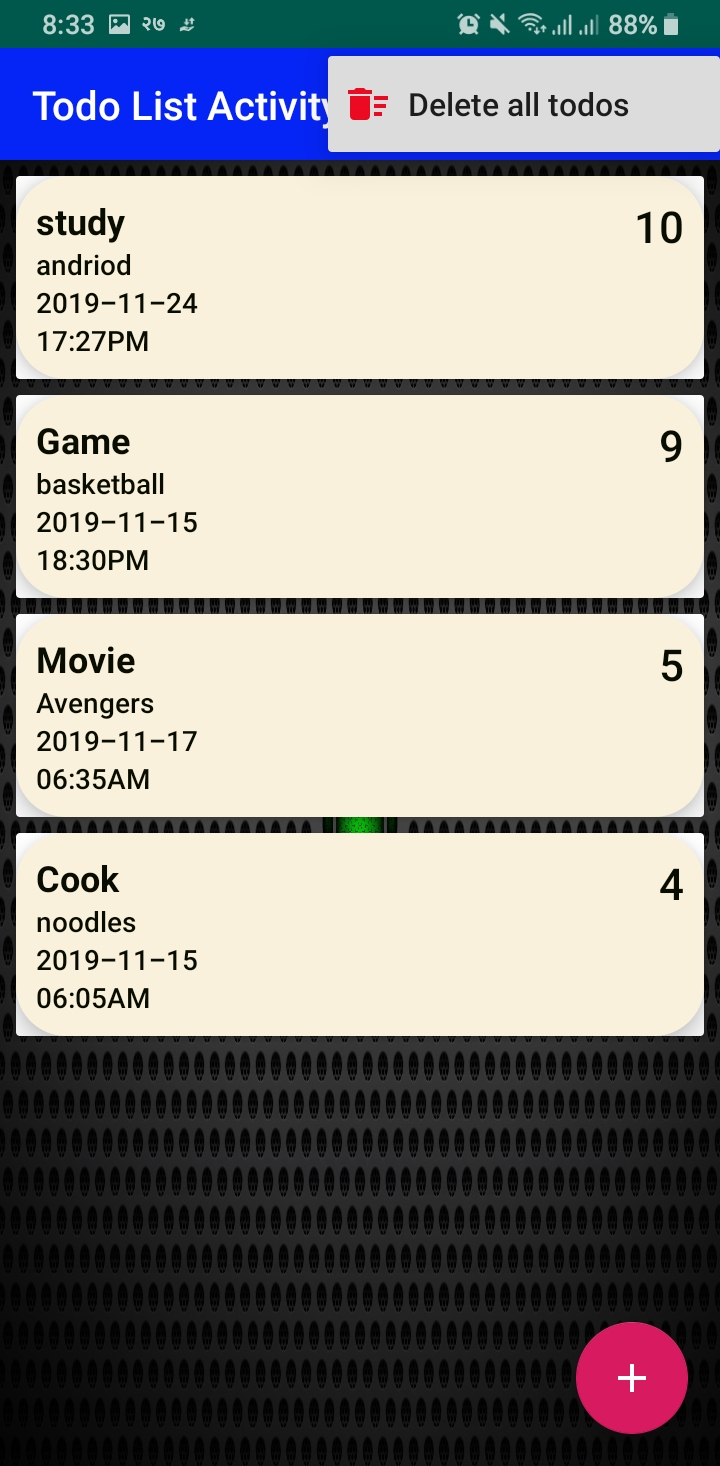 8:33 २७ 88%
Todo List Activity
Delete all todos
study 10
andriod
2019-11-24
17:27PM
Game 9
basketball
2019-11-15
18:30PM
Movie 5
Avengers
2019-11-17
06:35AM
Cook 4
noodles
2019-11-15
06:05AM
+